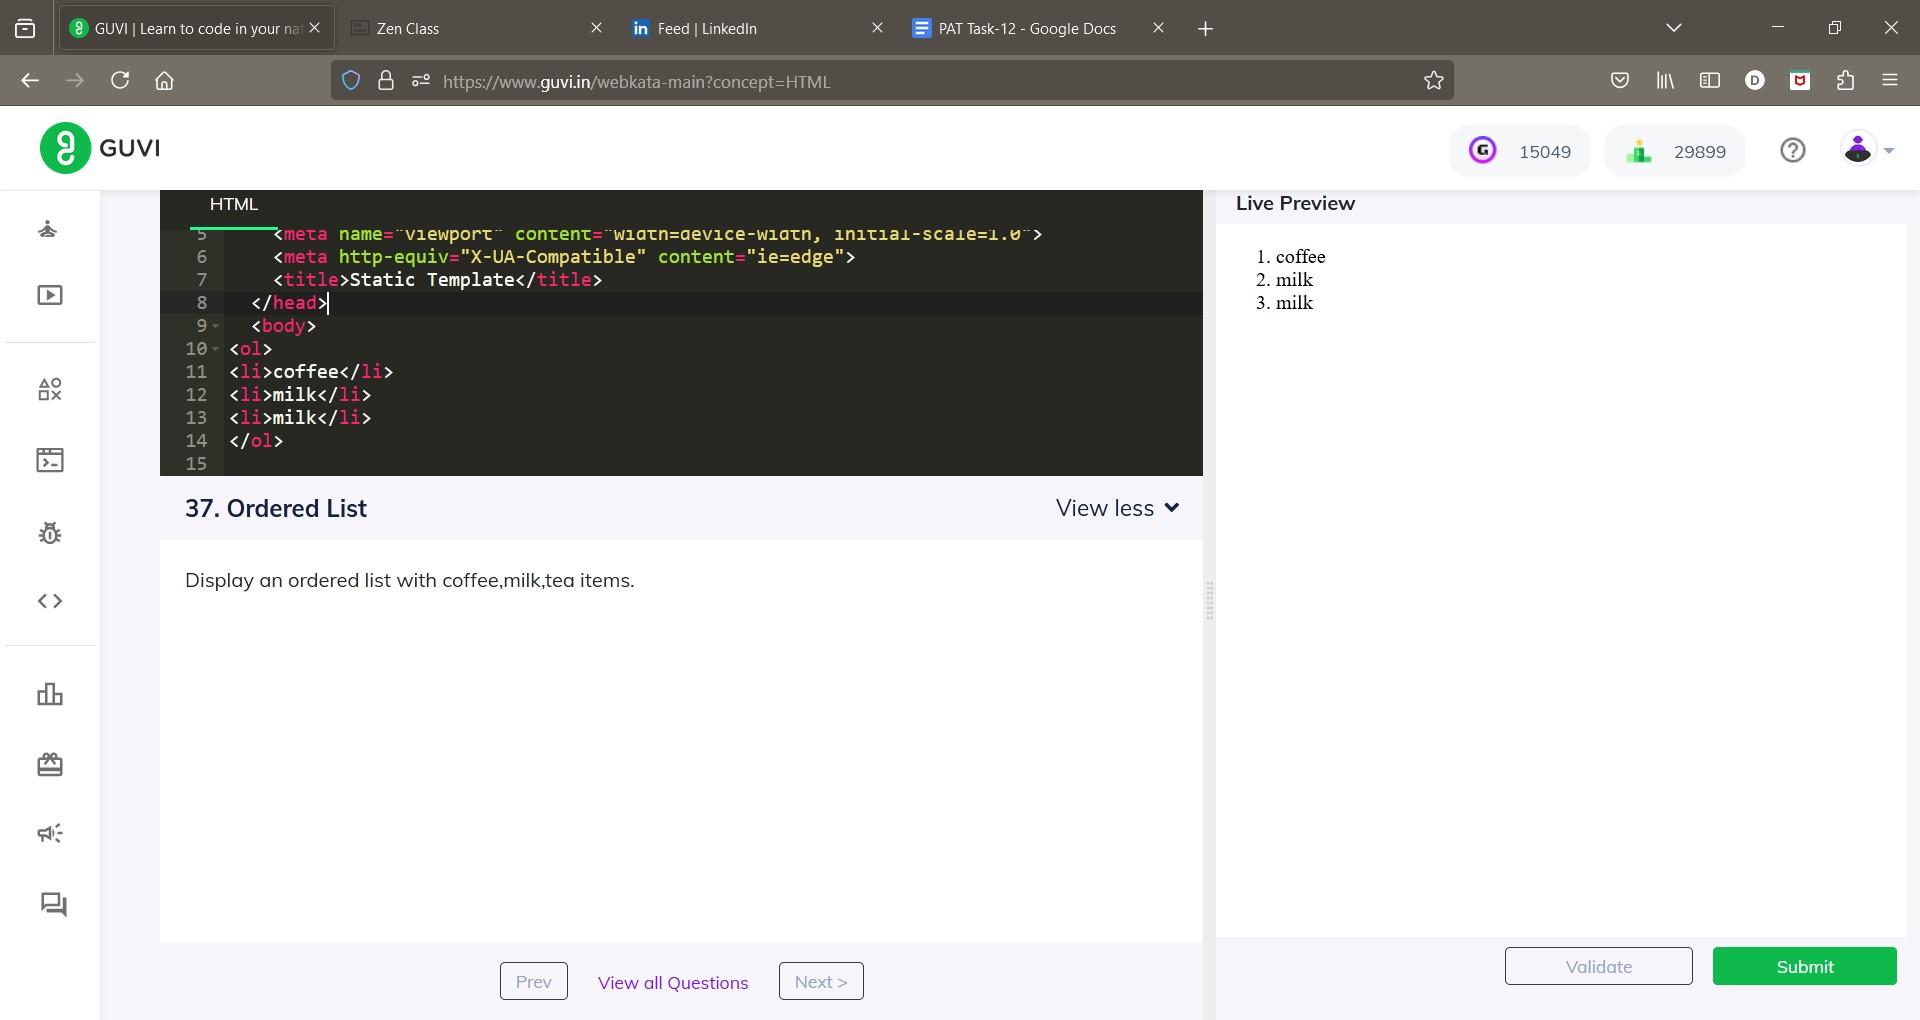 GUVI | Learn to code in your nat
Zen Class
in Feed | LinkedIn
PAT Task-12 - Google Docs
https://www.guvi.in/webkata-main?concept=HTML
D
GUVI
G 15049
29899
HTML
5 <meta name="viewport" content="width=device-width, initial-scale=1.0">
6 <meta http-equiv="X-UA-Compatible" content="ie=edge">
7 <title>Static Template</title>
8 </head>
9 <body>
10 <ol>
11 <li>coffee</li>
12 <li>milk</li>
13 <li>milk</li>
14 </ol>
15
37. Ordered List
View less
Display an ordered list with coffee,milk,tea items.
Prev
View all Questions
Next >
Live Preview
1. coffee
2. milk
3. milk
Validate
Submit